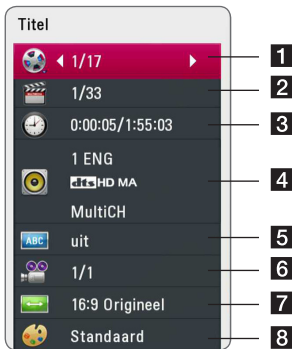 Titel
1/17 1
1/33 2
0:00:05/1:55:03 3
1 ENG
dts HD MA 4
MultiCH
ABC uit 5
1/1 6
16:9 Origineel 7
Standaard 8